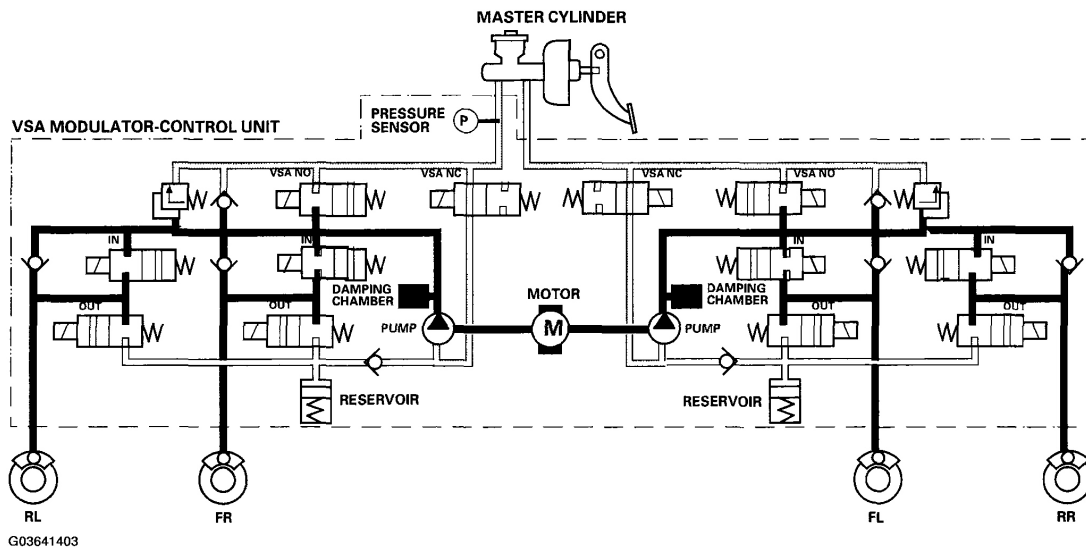 MASTER CYLINDER
PRESSURE
SENSOR
P
VSA MODULATOR-CONTROL UNIT
VSA NO
VSA NC
VSA NC
VSA NO
IN
IN
IN
IN
DAMPING
CHAMBER
MOTOR
DAMPING
CHAMBER
OUT
OUT
PUMP
M
PUMP
OUT
OUT
RESERVOIR
RESERVOIR
RL
FR
FL
RR
G03641403